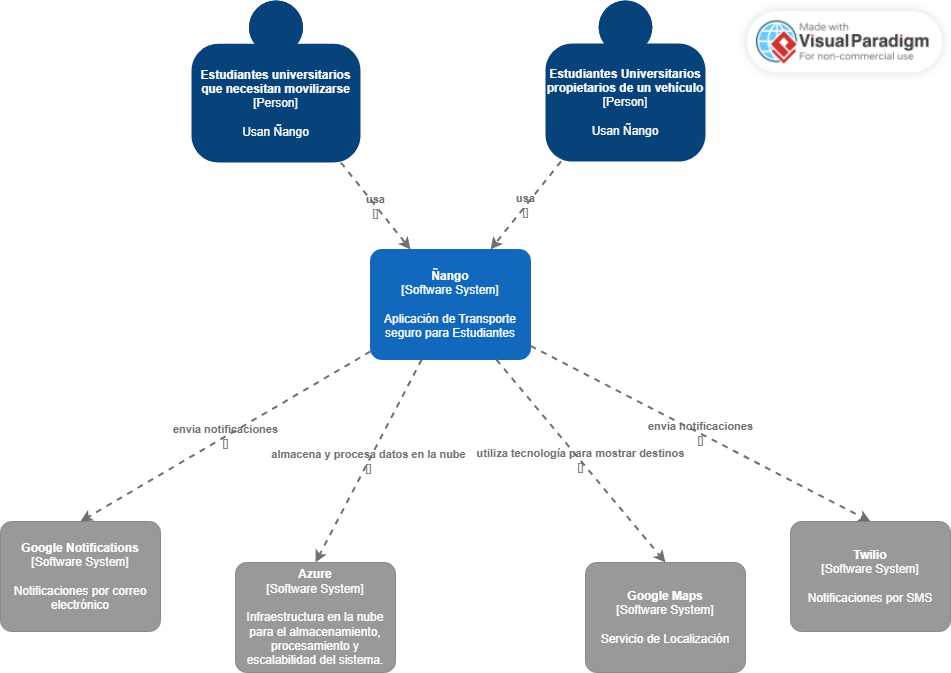 Made with
Visual Paradigm
For non-commercial use
Estudiantes universitarios
que necesitan movilizarse
[Person]
Usan Ñango
Estudiantes Universitarios
propietarios de un vehículo
[Person]
Usan Ñango
usa
[]
usa
[]
Ñango
[Software System]
Aplicación de Transporte
seguro para Estudiantes
envia notificaciones
[]
almacena y procesa datos en la nube
[]
utiliza tecnología para mostrar destinos
[]
envia notificaciones
[]
Google Notifications
[Software System]
Notificaciones por correo
electrónico
Azure
[Software System]
Infraestructura en la nube
para el almacenamiento,
procesamiento y
escalabilidad del sistema.
Google Maps
[Software System]
Servicio de Localización
Twilio
[Software System]
Notificaciones por SMS